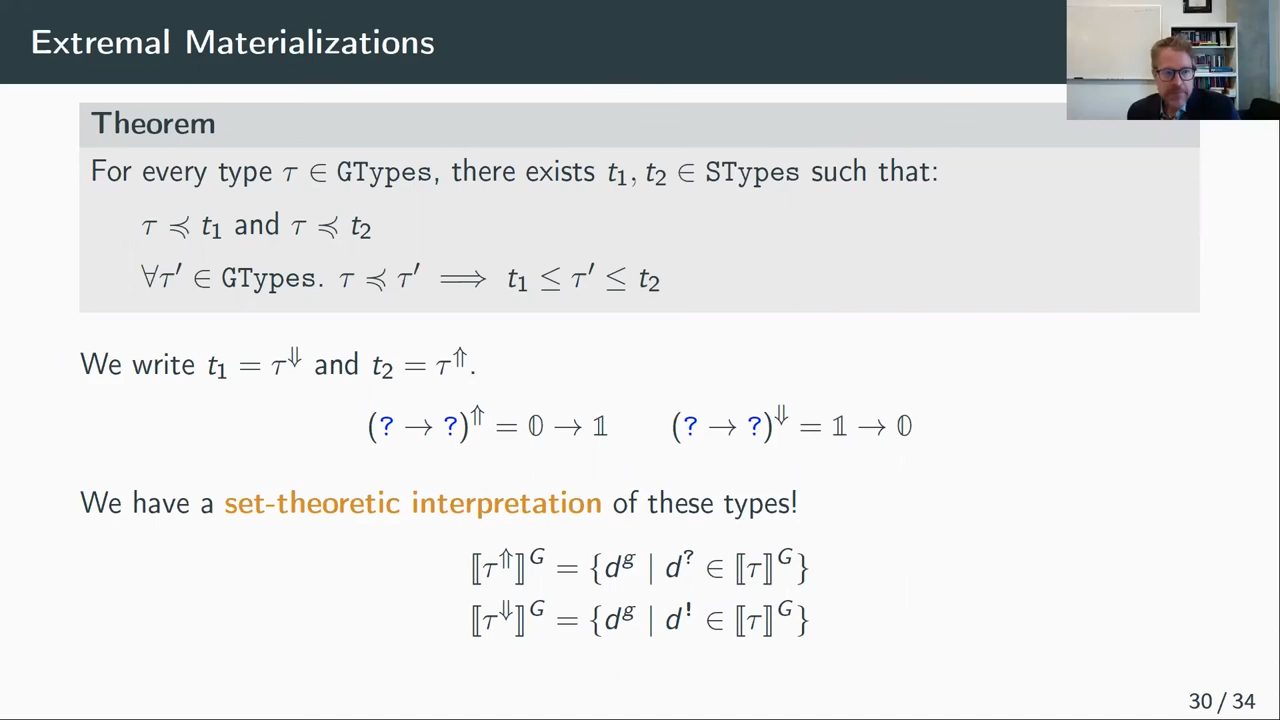 Extremal Materializations
Theorem
For every type τ ∈ GTypes, there exists t₁, t₂ ∈ STypes such that:
τ ≼ t₁ and τ ≼ t₂
∀τ′ ∈ GTypes. τ ≼ τ′ ⟹ t₁ ≤ τ′ ≤ t₂
We write t₁ = τ^⇓ and t₂ = τ^⇑.
(? → ?)^⇑ = 𝟘 → 𝟙 (? → ?)^⇓ = 𝟙 → 𝟘
We have a set-theoretic interpretation of these types!
⟦τ^⇑⟧^G = {d^g | d^? ∈ ⟦τ⟧^G}
⟦τ^⇓⟧^G = {d^g | d^! ∈ ⟦τ⟧^G}
30 / 34